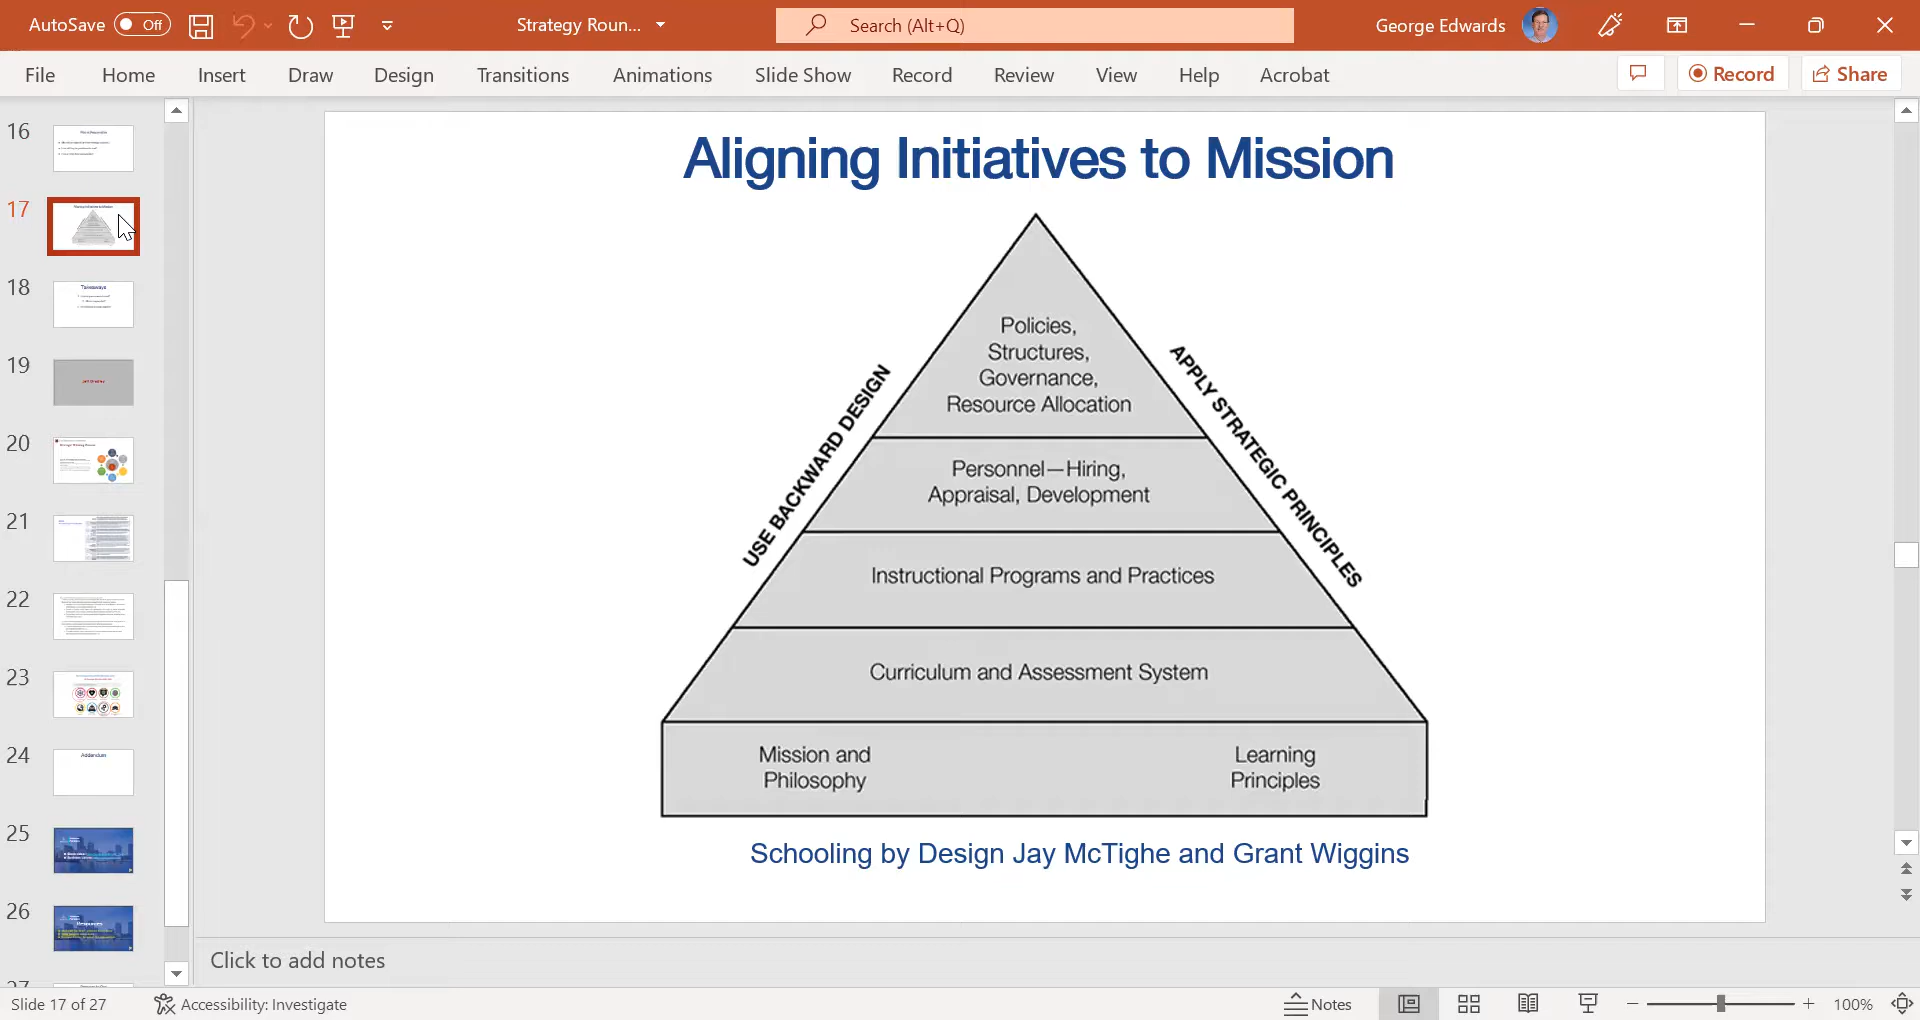 AutoSave Off
Strategy Roun...
Search (Alt+Q)
George Edwards
File Home Insert Draw Design Transitions Animations Slide Show Record Review View Help Acrobat
Record
Share
16
17
18
Takeaways
19
20
21
22
23
24
Addendum
25
26
Resources
27
Aligning Initiatives to Mission
Policies,
Structures,
Governance,
Resource Allocation
USE BACKWARD DESIGN
APPLY STRATEGIC PRINCIPLES
Personnel—Hiring,
Appraisal, Development
Instructional Programs and Practices
Curriculum and Assessment System
Mission and
Philosophy
Learning
Principles
Schooling by Design Jay McTighe and Grant Wiggins
Click to add notes
Slide 17 of 27
Accessibility: Investigate
Notes
100%